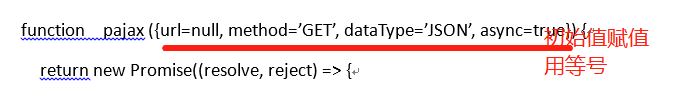 function pajax ({url=null, method=’GET’, dataType=’JSON’, async=true}) {
初始值赋值
用等号
return new Promise((resolve, reject) => {